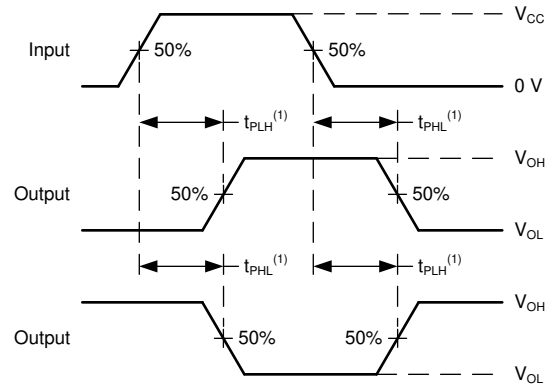 V_CC
Input 50% 50%
0 V
t_PLH(1) t_PHL(1)
V_OH
Output 50% 50%
V_OL
t_PHL(1) t_PLH(1)
V_OH
Output 50% 50%
V_OL